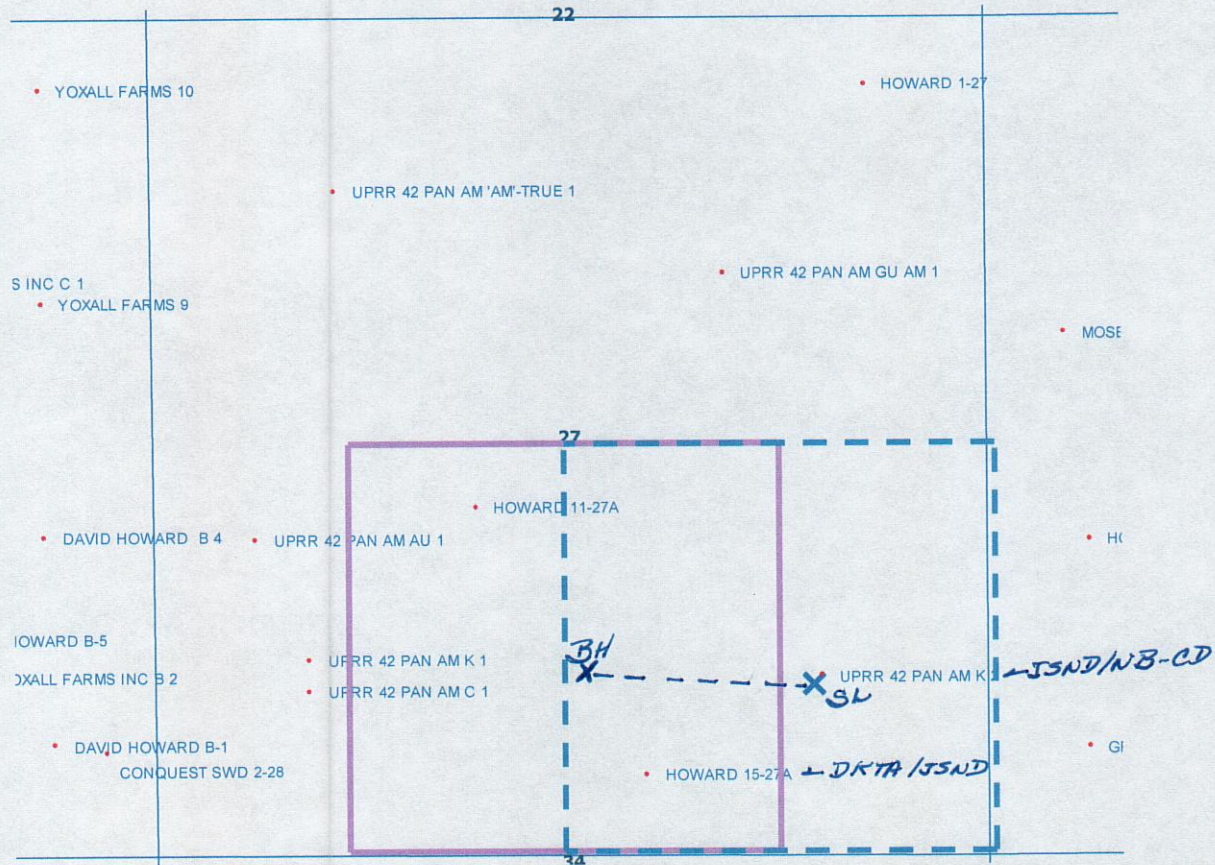 22
YOXALL FARMS 10
HOWARD 1-27
UPRR 42 PAN AM 'AM'-TRUE 1
UPRR 42 PAN AM GU AM 1
S INC C 1
YOXALL FARMS 9
MOSE
27
HOWARD 11-27A
DAVID HOWARD B 4
UPRR 42 PAN AM AU 1
H(
IOWARD B-5
BH
UPRR 42 PAN AM K 1
OXALL FARMS INC B 2
UPRR 42 PAN AM C 1
UPRR 42 PAN AM K
JSND/NB-CD
SL
DAVID HOWARD B-1
CONQUEST SWD 2-28
HOWARD 15-27A
DKTA/JSND
34